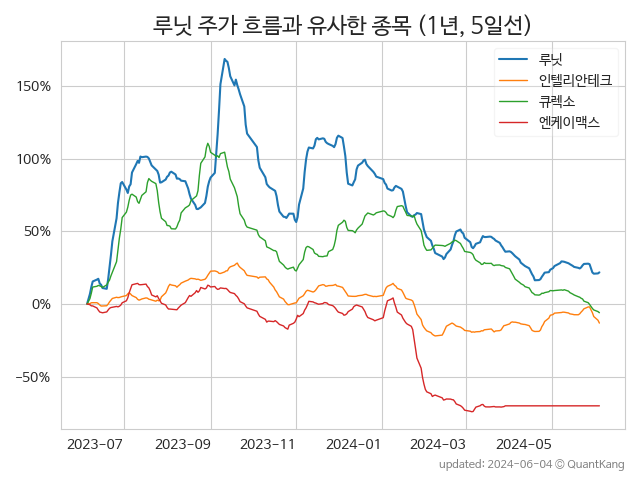 루닛 주가 흐름과 유사한 종목 (1년, 5일선)
루닛
인텔리안테크
큐렉소
엔케이맥스
150%
100%
50%
0%
−50%
2023-07
2023-09
2023-11
2024-01
2024-03
2024-05
updated: 2024-06-04 © QuantKang